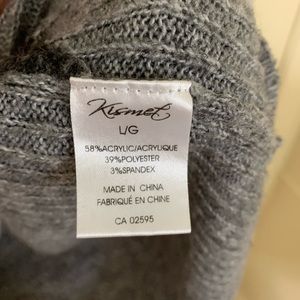 Kismet
L/G
58%ACRYLIC/ACRYLIQUE
39%POLYESTER
3%SPANDEX
MADE IN CHINA
FABRIQUÉ EN CHINE
CA 02595